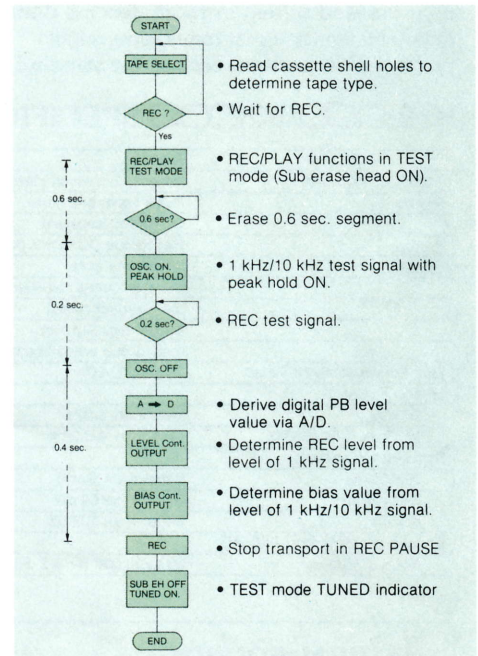 START
TAPE SELECT
• Read cassette shell holes to
determine tape type.
REC ?
• Wait for REC.
Yes
REC/PLAY
TEST MODE
• REC/PLAY functions in TEST
mode (Sub erase head ON).
0.6 sec.
0.6 sec?
• Erase 0.6 sec. segment.
OSC. ON.
PEAK HOLD
• 1 kHz/10 kHz test signal with
peak hold ON.
0.2 sec.
0.2 sec?
• REC test signal.
OSC. OFF
A ➡ D
• Derive digital PB level
value via A/D.
0.4 sec.
LEVEL Cont.
OUTPUT
• Determine REC level from
level of 1 kHz signal.
BIAS Cont.
OUTPUT
• Determine bias value from
level of 1 kHz/10 kHz signal.
REC
• Stop transport in REC PAUSE
SUB EH OFF
TUNED ON.
• TEST mode TUNED indicator
END